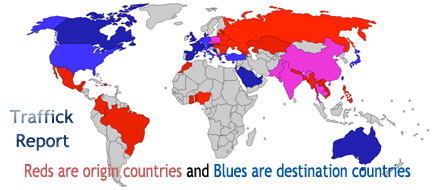 Traffick
Report
Reds are origin countries and Blues are destination countries